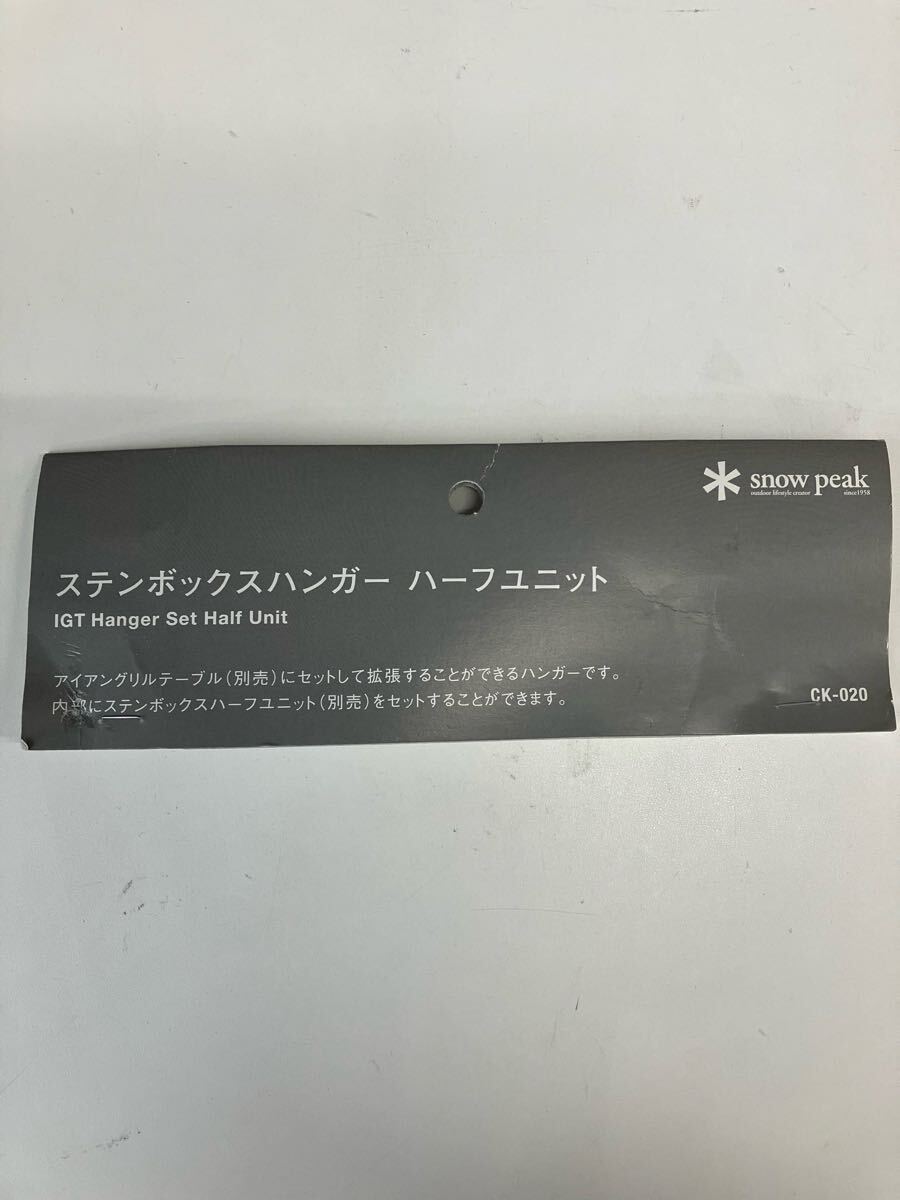 snow peak
outdoor lifestyle creator since1958
ステンボックスハンガー ハーフユニット
IGT Hanger Set Half Unit
アイアングリルテーブル(別売)にセットして拡張することができるハンガーです。
内部にステンボックスハーフユニット(別売)をセットすることができます。
CK-020